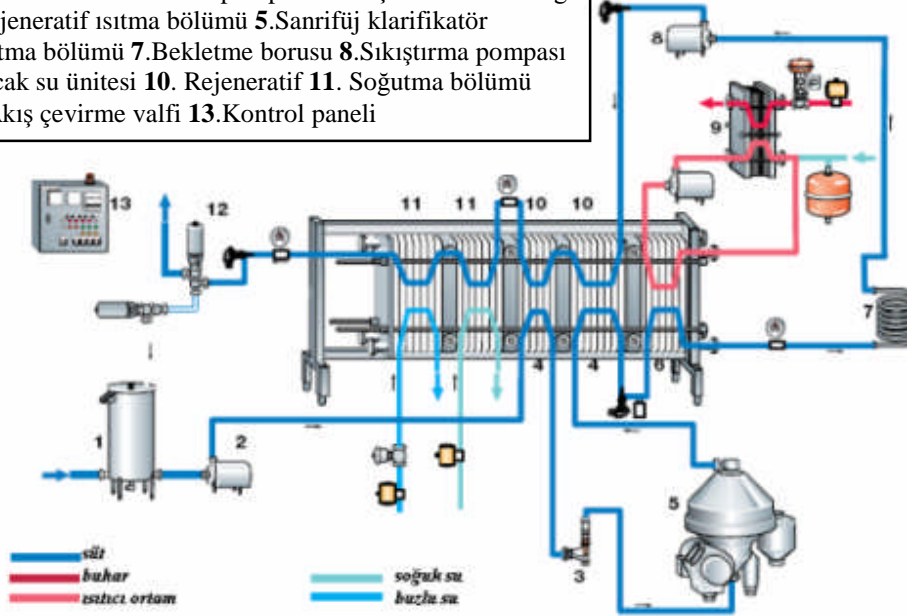 jeneratif ısıtma bölümü 5.Sanrifüj klarifikatör
tma bölümü 7.Bekletme borusu 8.Sıkıştırma pompası
cak su ünitesi 10. Rejeneratif 11. Soğutma bölümü
kış çevirme valfi 13.Kontrol paneli
8
9
13
12
11 11 10 10
7
4 4 6
1
2
5
3
süt
buhar
ısıtıcı ortam
soğuk su
buzlu su